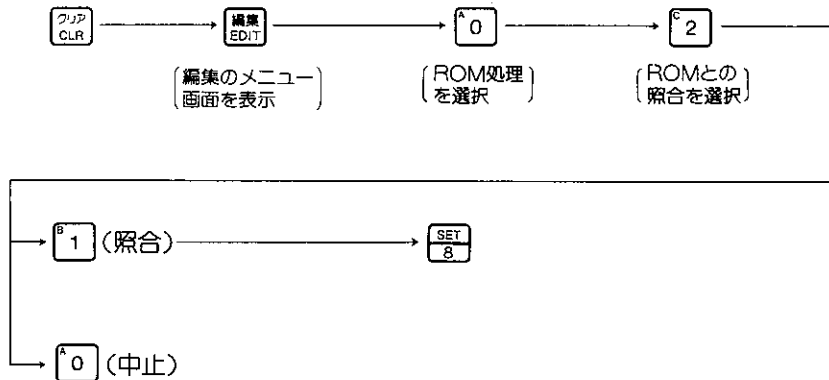 クリア
CLR
編集
EDIT
A 0
C 2
編集のメニュー
画面を表示
ROM処理
を選択
ROMとの
照合を選択
B 1 (照合)
SET
8
A 0 (中止)